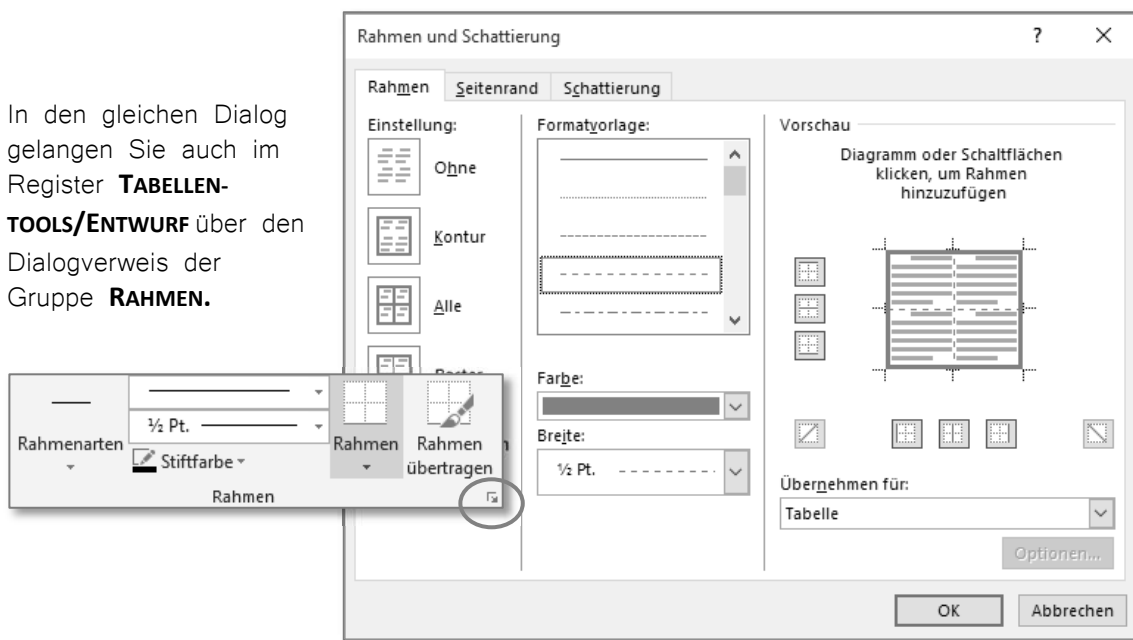 In den gleichen Dialog
gelangen Sie auch im
Register TABELLEN-
TOOLS/ENTWURF über den
Dialogverweis der
Gruppe RAHMEN.
Rahmen und Schattierung
?
Rahmen Seitenrand Schattierung
Einstellung:
Ohne
Kontur
Alle
Formatvorlage:
Farbe:
Breite:
½ Pt.
Vorschau
Diagramm oder Schaltflächen
klicken, um Rahmen
hinzuzufügen
Übernehmen für:
Tabelle
Optionen...
OK Abbrechen
Rahmenarten
½ Pt.
Stiftfarbe
Rahmen
Rahmen
übertragen
Rahmen